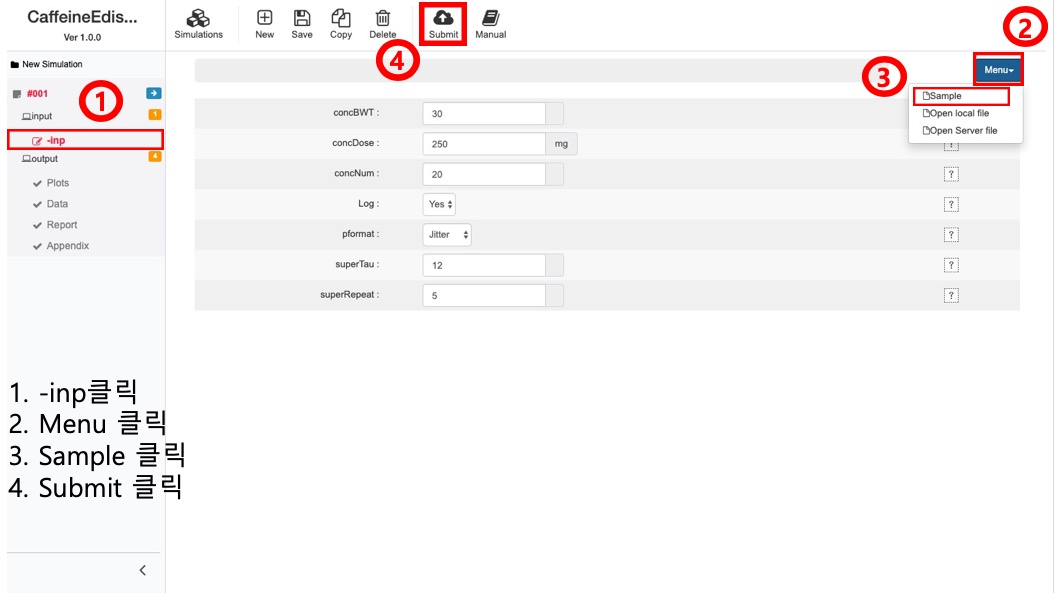 CaffeineEdis...
Ver 1.0.0
Simulations
New
Save
Copy
Delete
Submit
Manual
2
4
New Simulation
3
Menu
#001
1
Sample
input
1
Open local file
-inp
Open Server file
output
4
Plots
Data
Report
Appendix
concBWT :
30
concDose :
250
mg
?
concNum :
20
?
Log :
Yes
?
pformat :
Jitter
?
superTau :
12
?
superRepeat :
5
?
1. -inp클릭
2. Menu 클릭
3. Sample 클릭
4. Submit 클릭